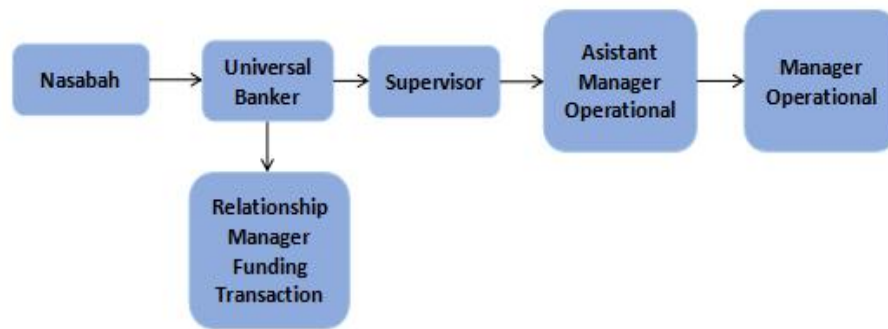 Nasabah
Universal
Banker
Supervisor
Asistant
Manager
Operational
Manager
Operational
Relationship
Manager
Funding
Transaction